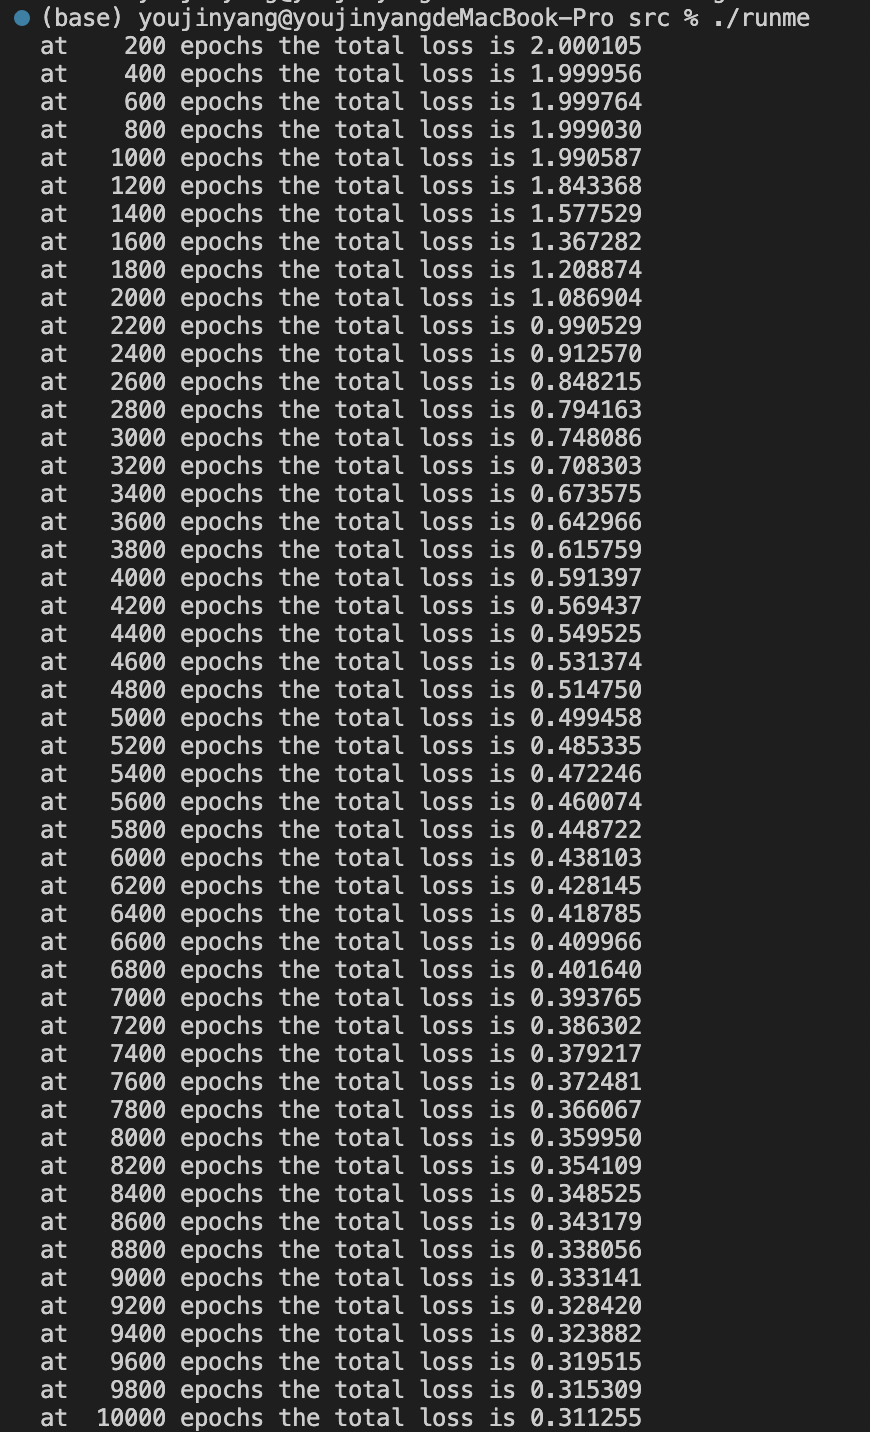 (base) youjinyang@youjinyangdeMacBook-Pro src % ./runme
at     200 epochs the total loss is 2.000105
at     400 epochs the total loss is 1.999956
at     600 epochs the total loss is 1.999764
at     800 epochs the total loss is 1.999030
at    1000 epochs the total loss is 1.990587
at    1200 epochs the total loss is 1.843368
at    1400 epochs the total loss is 1.577529
at    1600 epochs the total loss is 1.367282
at    1800 epochs the total loss is 1.208874
at    2000 epochs the total loss is 1.086904
at    2200 epochs the total loss is 0.990529
at    2400 epochs the total loss is 0.912570
at    2600 epochs the total loss is 0.848215
at    2800 epochs the total loss is 0.794163
at    3000 epochs the total loss is 0.748086
at    3200 epochs the total loss is 0.708303
at    3400 epochs the total loss is 0.673575
at    3600 epochs the total loss is 0.642966
at    3800 epochs the total loss is 0.615759
at    4000 epochs the total loss is 0.591397
at    4200 epochs the total loss is 0.569437
at    4400 epochs the total loss is 0.549525
at    4600 epochs the total loss is 0.531374
at    4800 epochs the total loss is 0.514750
at    5000 epochs the total loss is 0.499458
at    5200 epochs the total loss is 0.485335
at    5400 epochs the total loss is 0.472246
at    5600 epochs the total loss is 0.460074
at    5800 epochs the total loss is 0.448722
at    6000 epochs the total loss is 0.438103
at    6200 epochs the total loss is 0.428145
at    6400 epochs the total loss is 0.418785
at    6600 epochs the total loss is 0.409966
at    6800 epochs the total loss is 0.401640
at    7000 epochs the total loss is 0.393765
at    7200 epochs the total loss is 0.386302
at    7400 epochs the total loss is 0.379217
at    7600 epochs the total loss is 0.372481
at    7800 epochs the total loss is 0.366067
at    8000 epochs the total loss is 0.359950
at    8200 epochs the total loss is 0.354109
at    8400 epochs the total loss is 0.348525
at    8600 epochs the total loss is 0.343179
at    8800 epochs the total loss is 0.338056
at    9000 epochs the total loss is 0.333141
at    9200 epochs the total loss is 0.328420
at    9400 epochs the total loss is 0.323882
at    9600 epochs the total loss is 0.319515
at    9800 epochs the total loss is 0.315309
at   10000 epochs the total loss is 0.311255